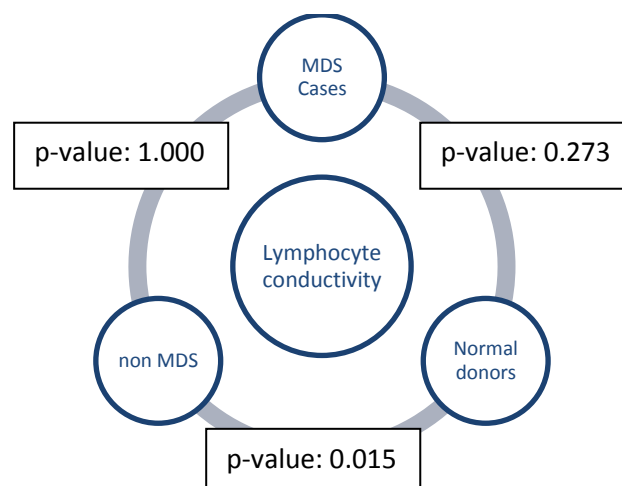 MDS
Cases
p-value: 1.000
p-value: 0.273
Lymphocyte
conductivity
non MDS
Normal
donors
p-value: 0.015